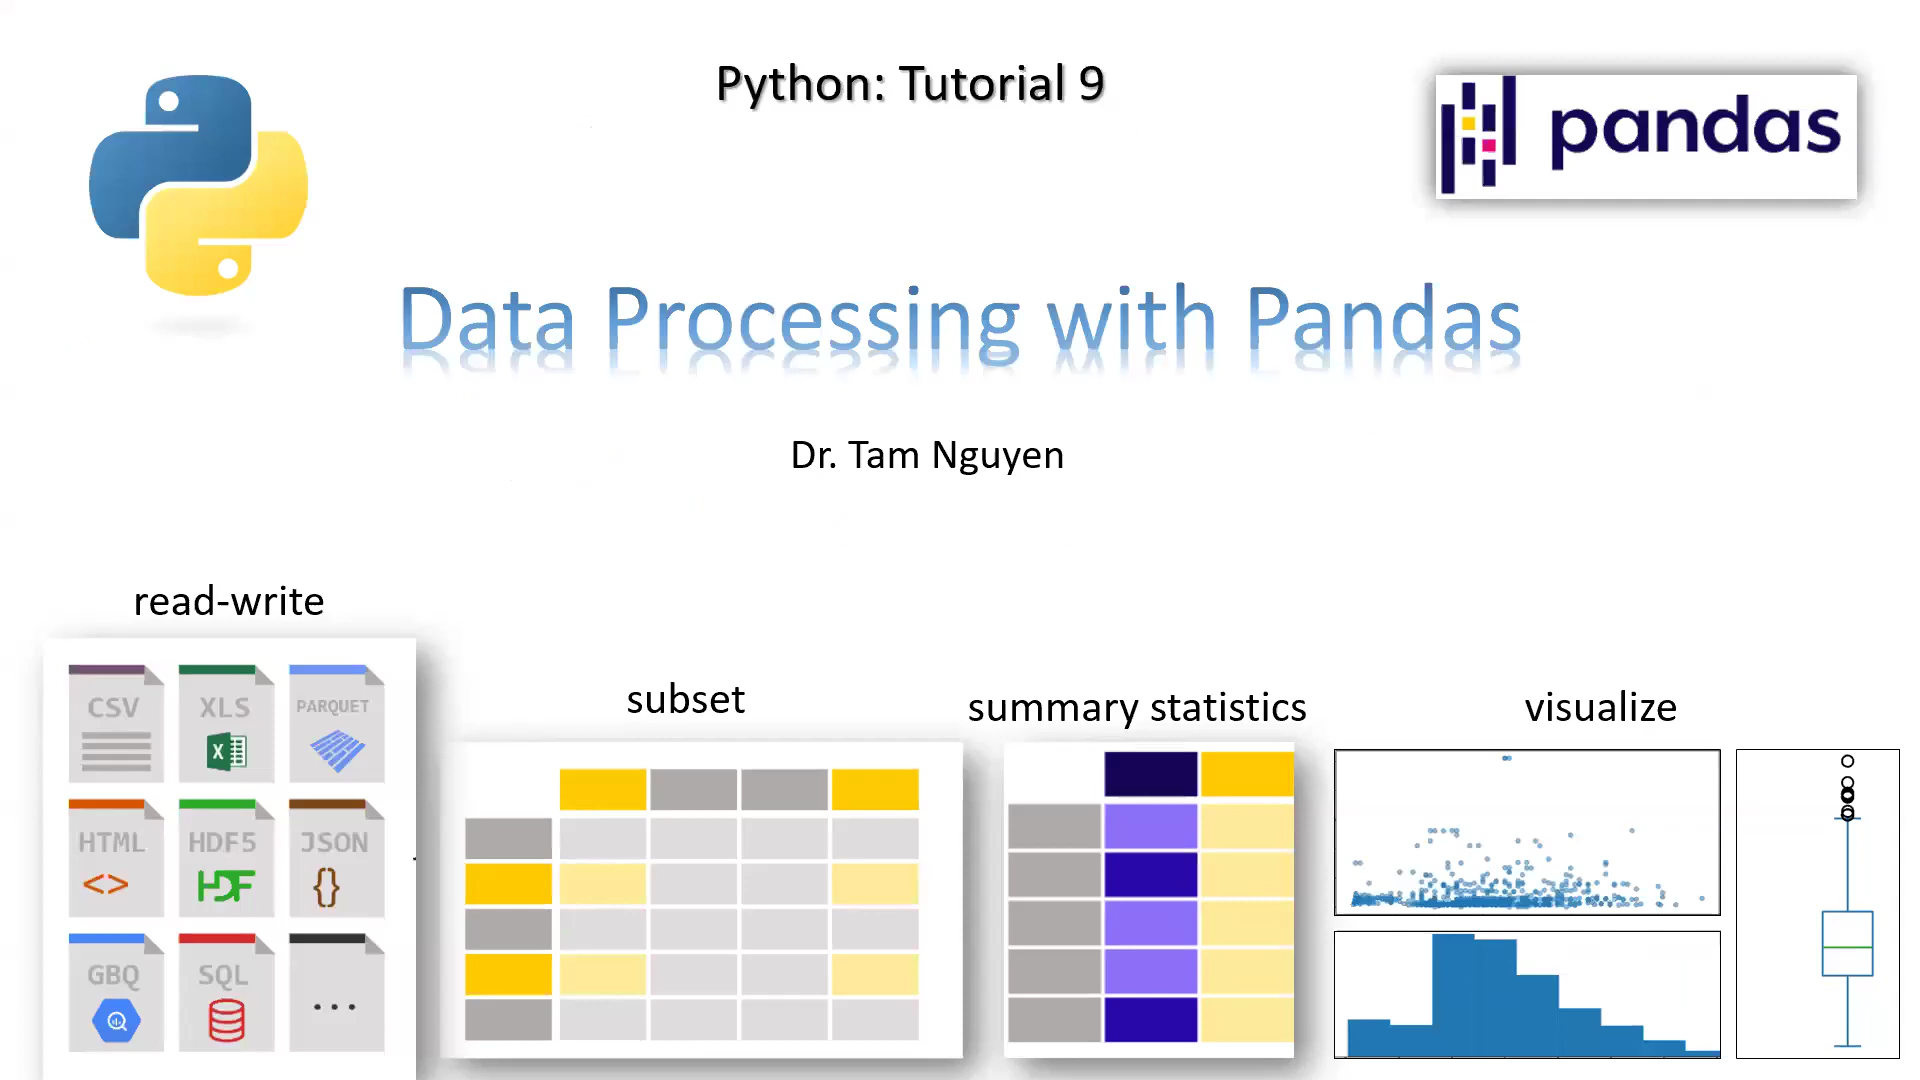 Python: Tutorial 9
pandas
Data Processing with Pandas
Dr. Tam Nguyen
read-write
subset
summary statistics
visualize
CSV
XLS
PARQUET
X
HTML
HDF5
JSON
<>
HDF
{}
GBQ
SQL
...